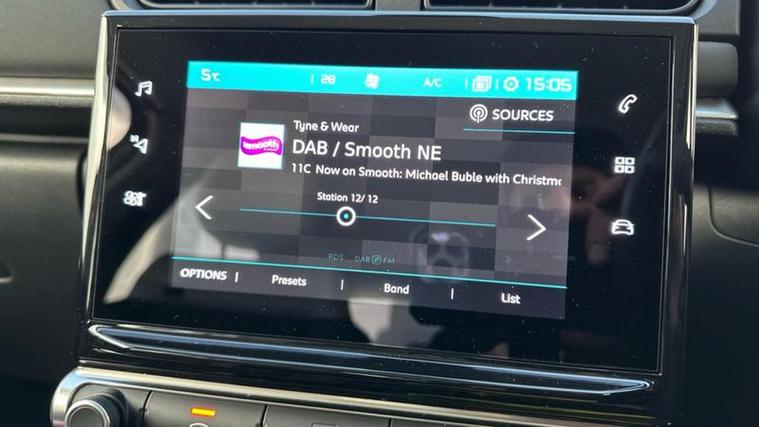 5°C 28 A/C 15:05
SOURCES
Tyne & Wear
smooth
DAB / Smooth NE
11C Now on Smooth: Michael Buble with Christm
Station 12/ 12
RDS DAB FM
OPTIONS | Presets | Band | List